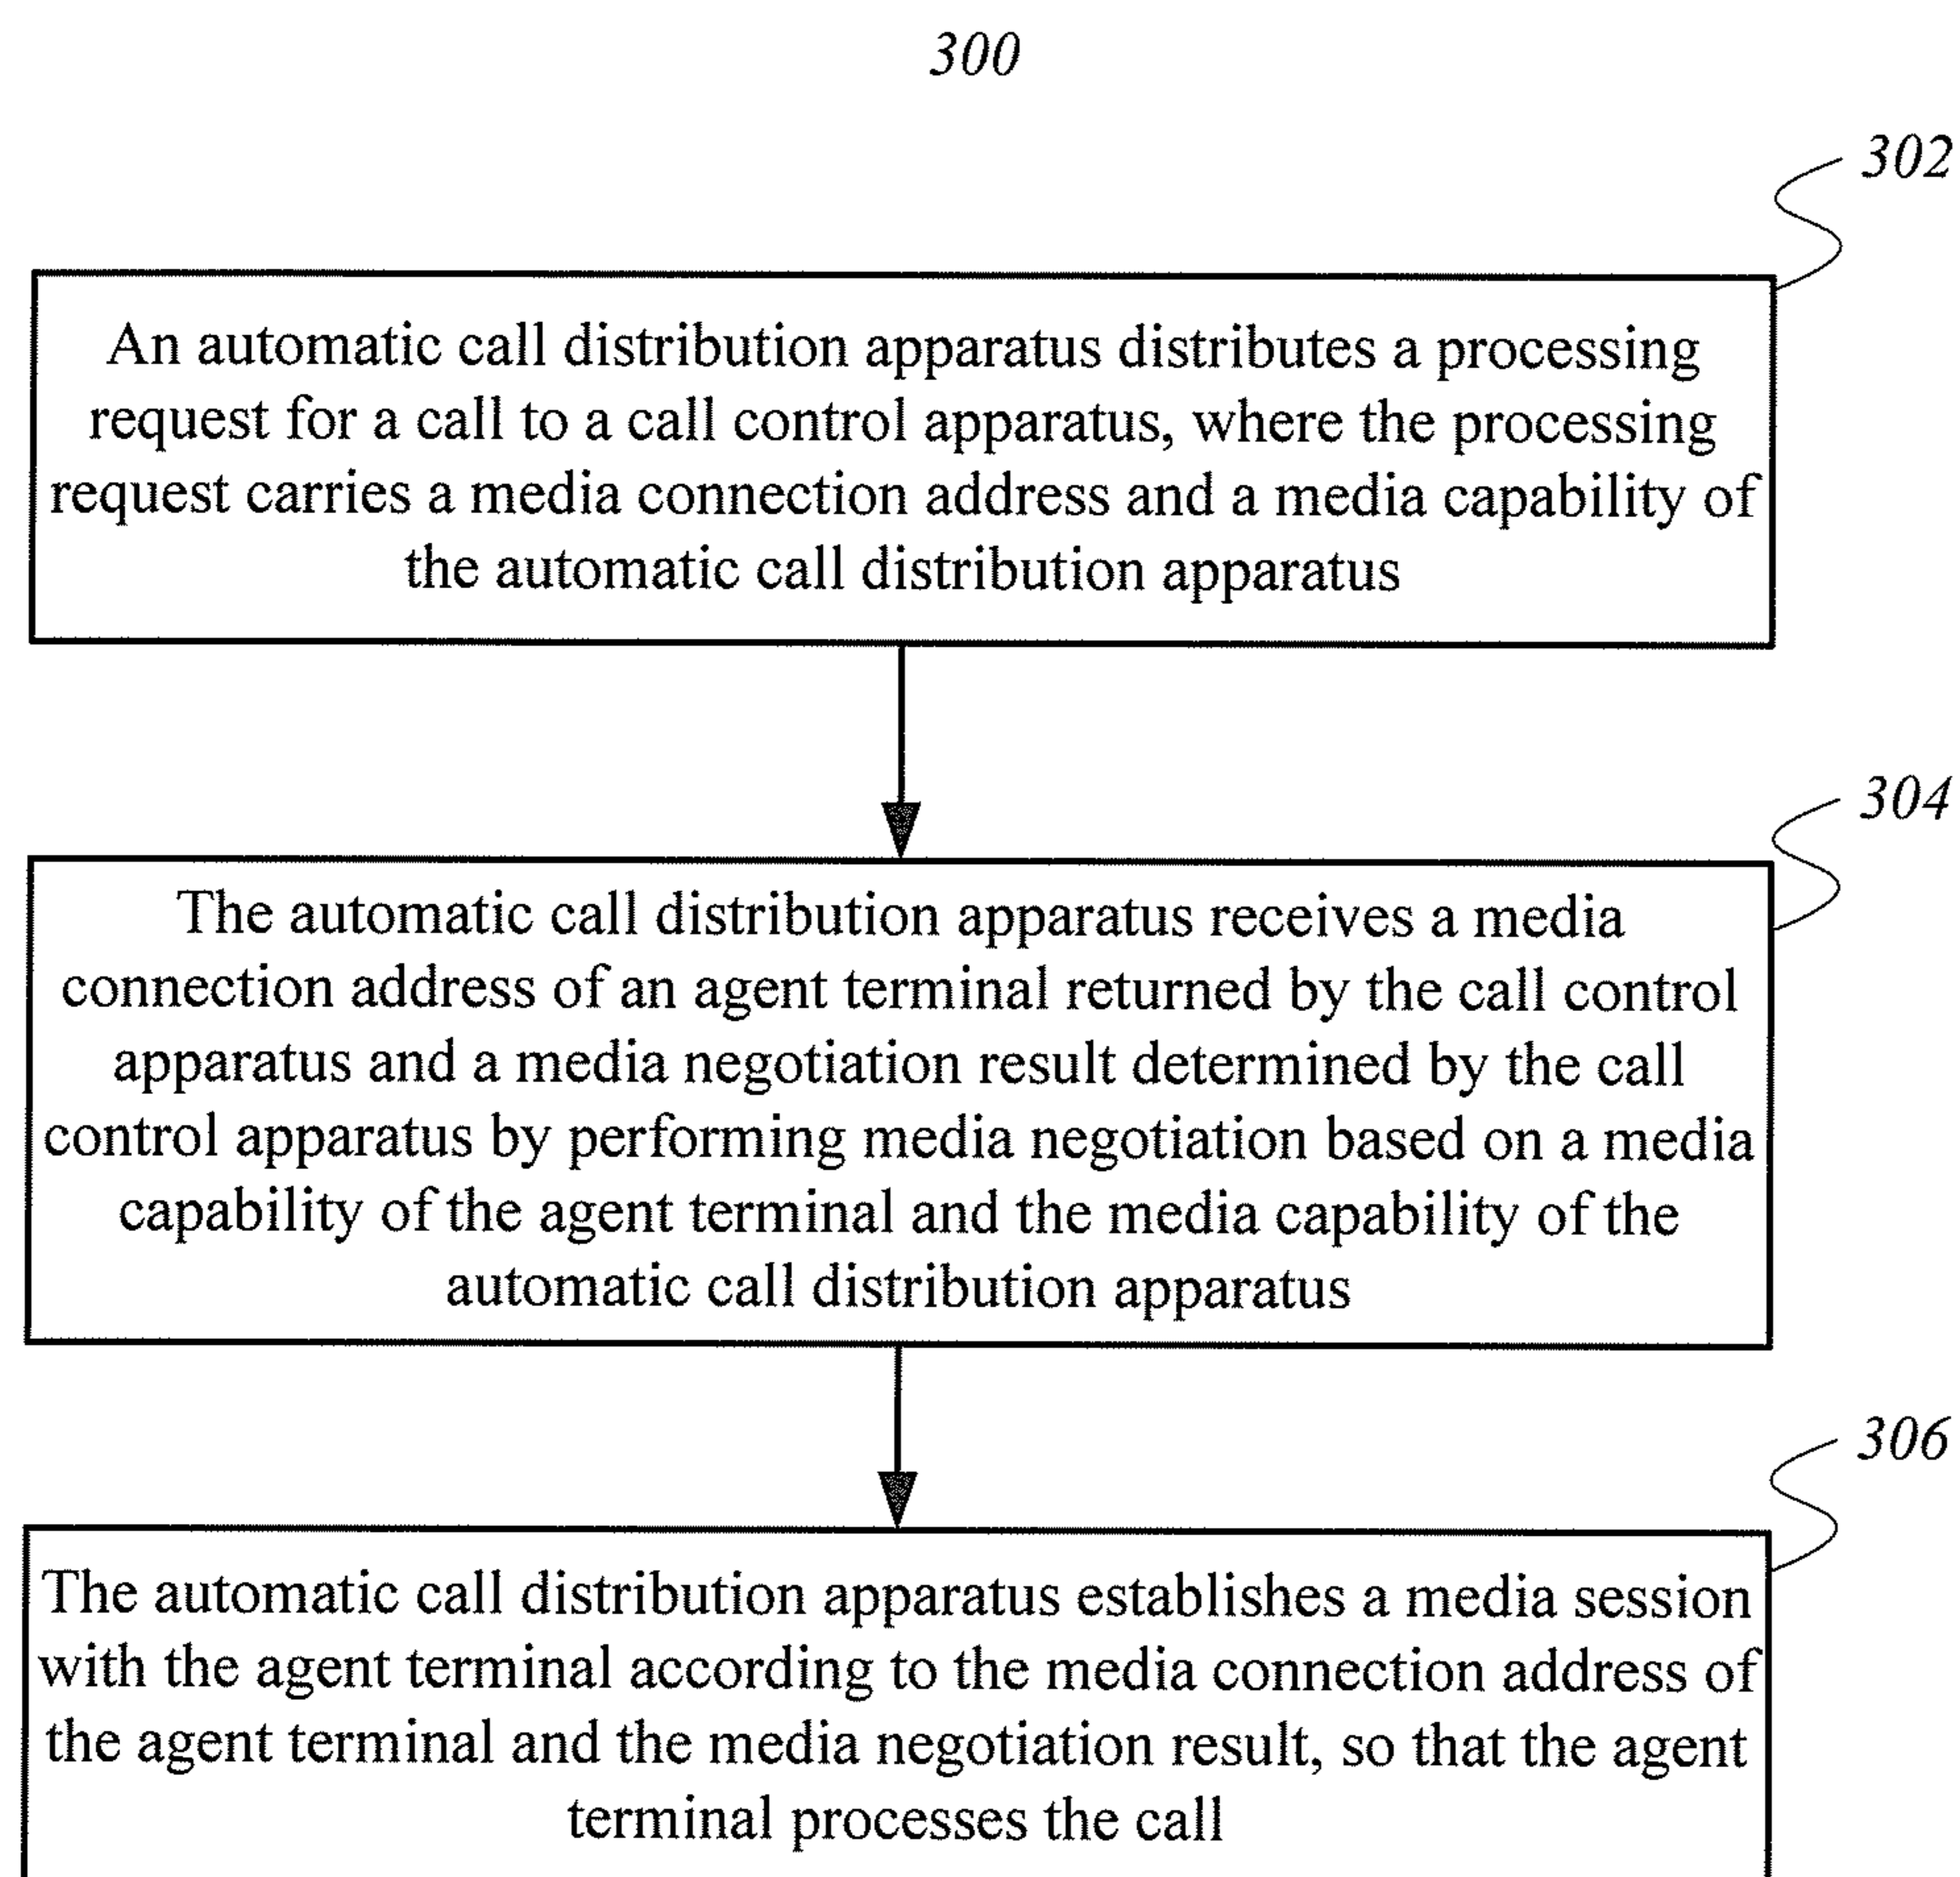 300
302
An automatic call distribution apparatus distributes a processing
request for a call to a call control apparatus, where the processing
request carries a media connection address and a media capability of
the automatic call distribution apparatus
304
The automatic call distribution apparatus receives a media
connection address of an agent terminal returned by the call control
apparatus and a media negotiation result determined by the call
control apparatus by performing media negotiation based on a media
capability of the agent terminal and the media capability of the
automatic call distribution apparatus
306
The automatic call distribution apparatus establishes a media session
with the agent terminal according to the media connection address of
the agent terminal and the media negotiation result, so that the agent
terminal processes the call